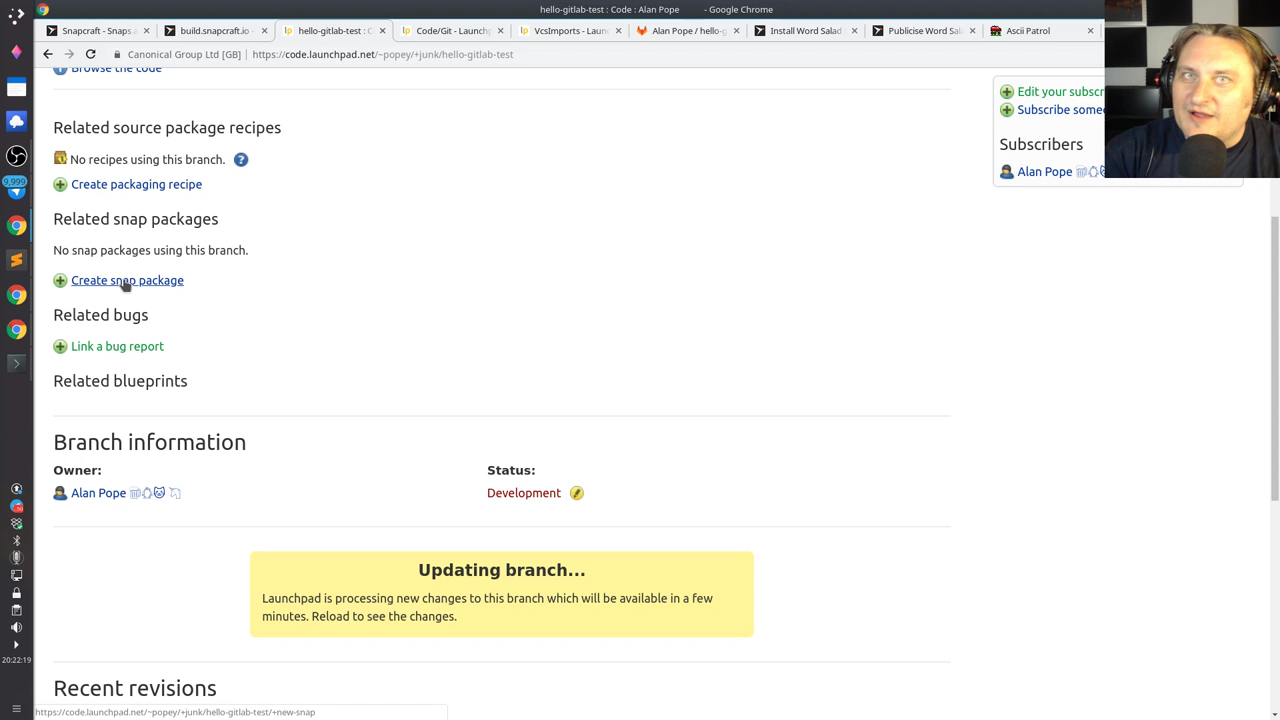 hello-gitlab-test : Code : Alan Pope - Google Chrome
Snapcraft - Snaps a
build.snapcraft.io -
hello-gitlab-test : C
Code/Git - Launchp
VcsImports - Laun
Alan Pope / hello-g
Install Word Salad
Publicise Word Sal
Ascii Patrol
Canonical Group Ltd [GB]
https://code.launchpad.net/~popey/+junk/hello-gitlab-test
Browse the code
Edit your subscr
Subscribe some
Subscribers
Alan Pope
Related source package recipes
No recipes using this branch.
Create packaging recipe
Related snap packages
No snap packages using this branch.
Create snap package
Related bugs
Link a bug report
Related blueprints
Branch information
Owner:
Alan Pope
Status:
Development
Updating branch...
Launchpad is processing new changes to this branch which will be available in a few
minutes. Reload to see the changes.
Recent revisions
https://code.launchpad.net/~popey/+junk/hello-gitlab-test/+new-snap
9,999
20:22:19